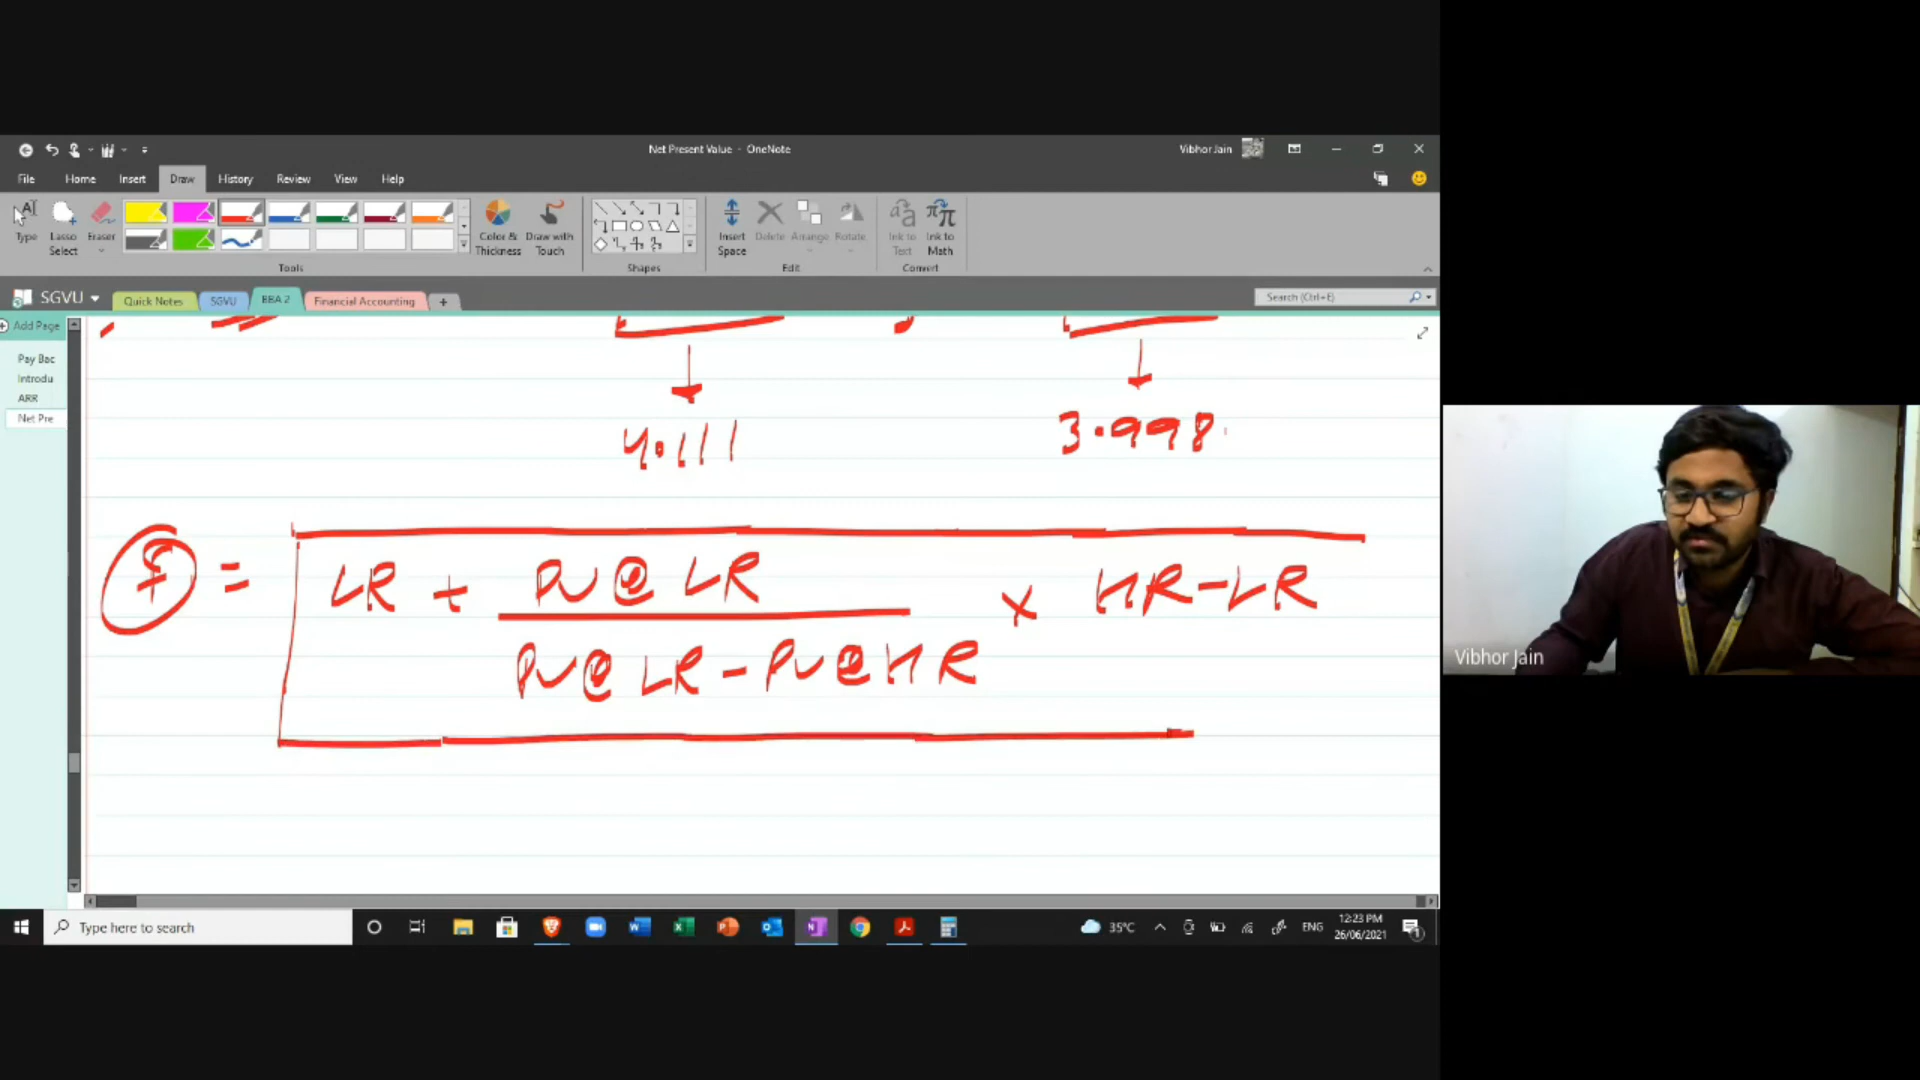 Net Present Value - OneNote
Vibhor Jain
File Home Insert Draw History Review View Help
Type
Lasso Select
Eraser
Color & Thickness
Draw with Touch
Insert Space
Delete
Arrange
Rotate
Ink to Text
Ink to Math
Tools
Shapes
Edit
Convert
SGVU
Quick Notes
SGVU
BBA 2
Financial Accounting
+
Search (Ctrl+E)
Add Page
Pay Bac
Introdu
ARR
Net Pre
4.111
3.998
f = LR + PV @ LR × HR-LR
PV@ LR - PV @ HR
Vibhor Jain
Type here to search
35°C
ENG
12:23 PM
26/06/2021